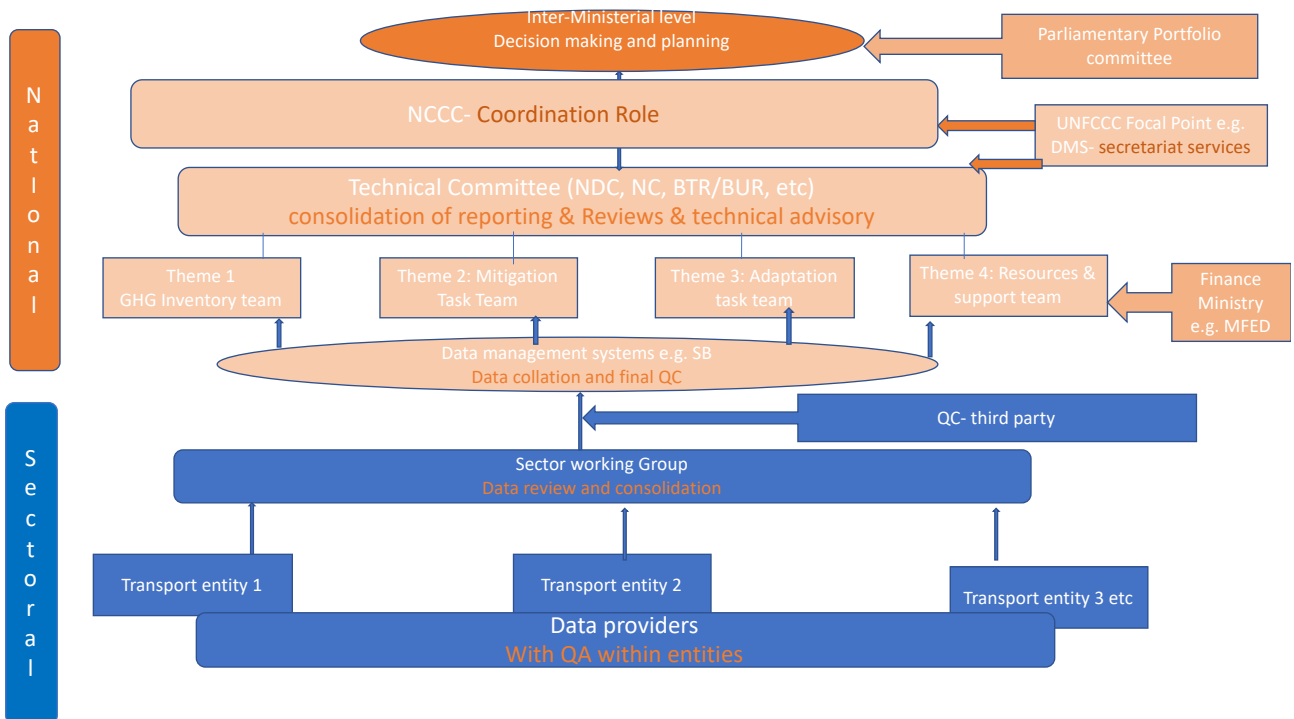 Inter-Ministerial level
Decision making and planning
Parliamentary Portfolio
committee
NatIonal
NCCC- Coordination Role
UNFCCC Focal Point e.g.
DMS- secretariat services
Technical Committee (NDC, NC, BTR/BUR, etc)
consolidation of reporting & Reviews & technical advisory
Theme 1
GHG Inventory team
Theme 2: Mitigation
Task Team
Theme 3: Adaptation
task team
Theme 4: Resources &
support team
Finance
Ministry
e.g. MFED
Data management systems e.g. SB
Data collation and final QC
QC- third party
Sectoral
Sector working Group
Data review and consolidation
Transport entity 1
Transport entity 2
Transport entity 3 etc
Data providers
With QA within entities